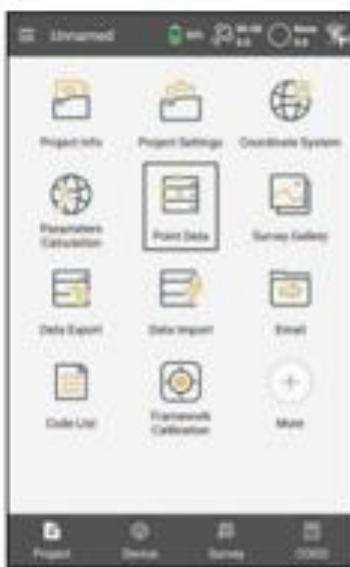 Unnamed
Project Info
Project Settings
Coordinate System
Parameters
Calculation
Point Data
Survey Gallery
Data Export
Data Import
Email
Code List
Framework
Calibration
More
Project
Device
Survey
COGO